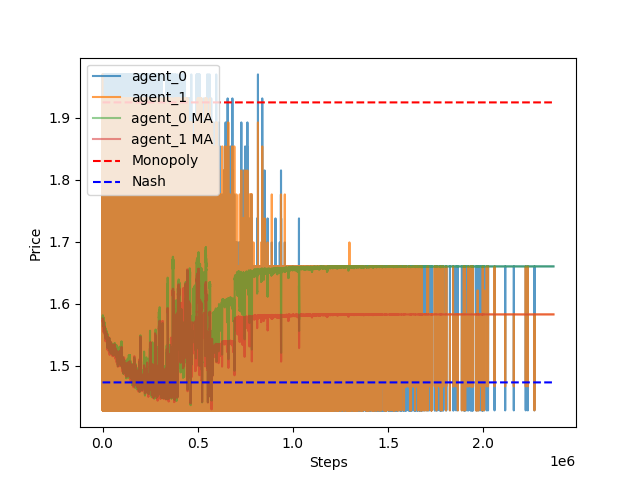 agent_0
agent_1
agent_0 MA
agent_1 MA
Monopoly
Nash
1.9
1.8
1.7
1.6
1.5
Price
0.0 0.5 1.0 1.5 2.0
1e6
Steps